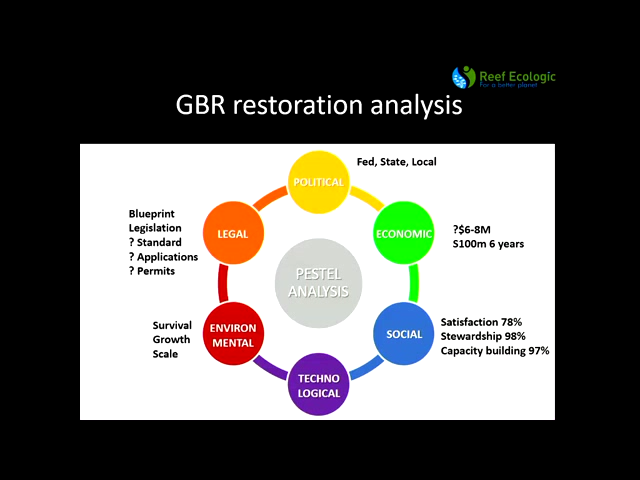 Reef Ecologic
For a better planet
GBR restoration analysis
Fed, State, Local
POLITICAL
Blueprint
Legislation
? Standard
? Applications
? Permits
LEGAL
ECONOMIC
?$6-8M
S100m 6 years
PESTEL
ANALYSIS
Survival
Growth
Scale
ENVIRON
MENTAL
SOCIAL
Satisfaction 78%
Stewardship 98%
Capacity building 97%
TECHNO
LOGICAL